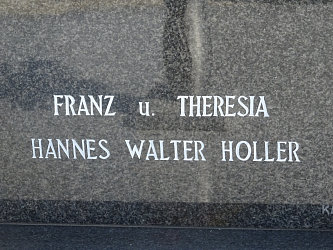 FRANZ u. THERESIA
HANNES WALTER HOLLER